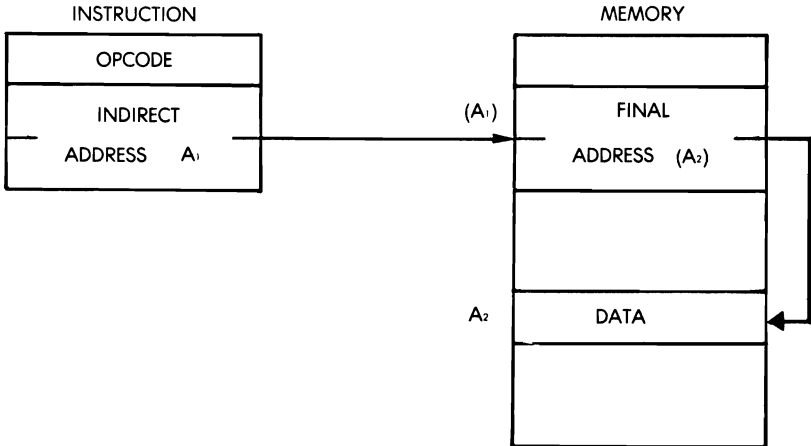 INSTRUCTION
OPCODE
INDIRECT
ADDRESS A₁
MEMORY
(A₁)
FINAL
ADDRESS (A₂)
A₂
DATA